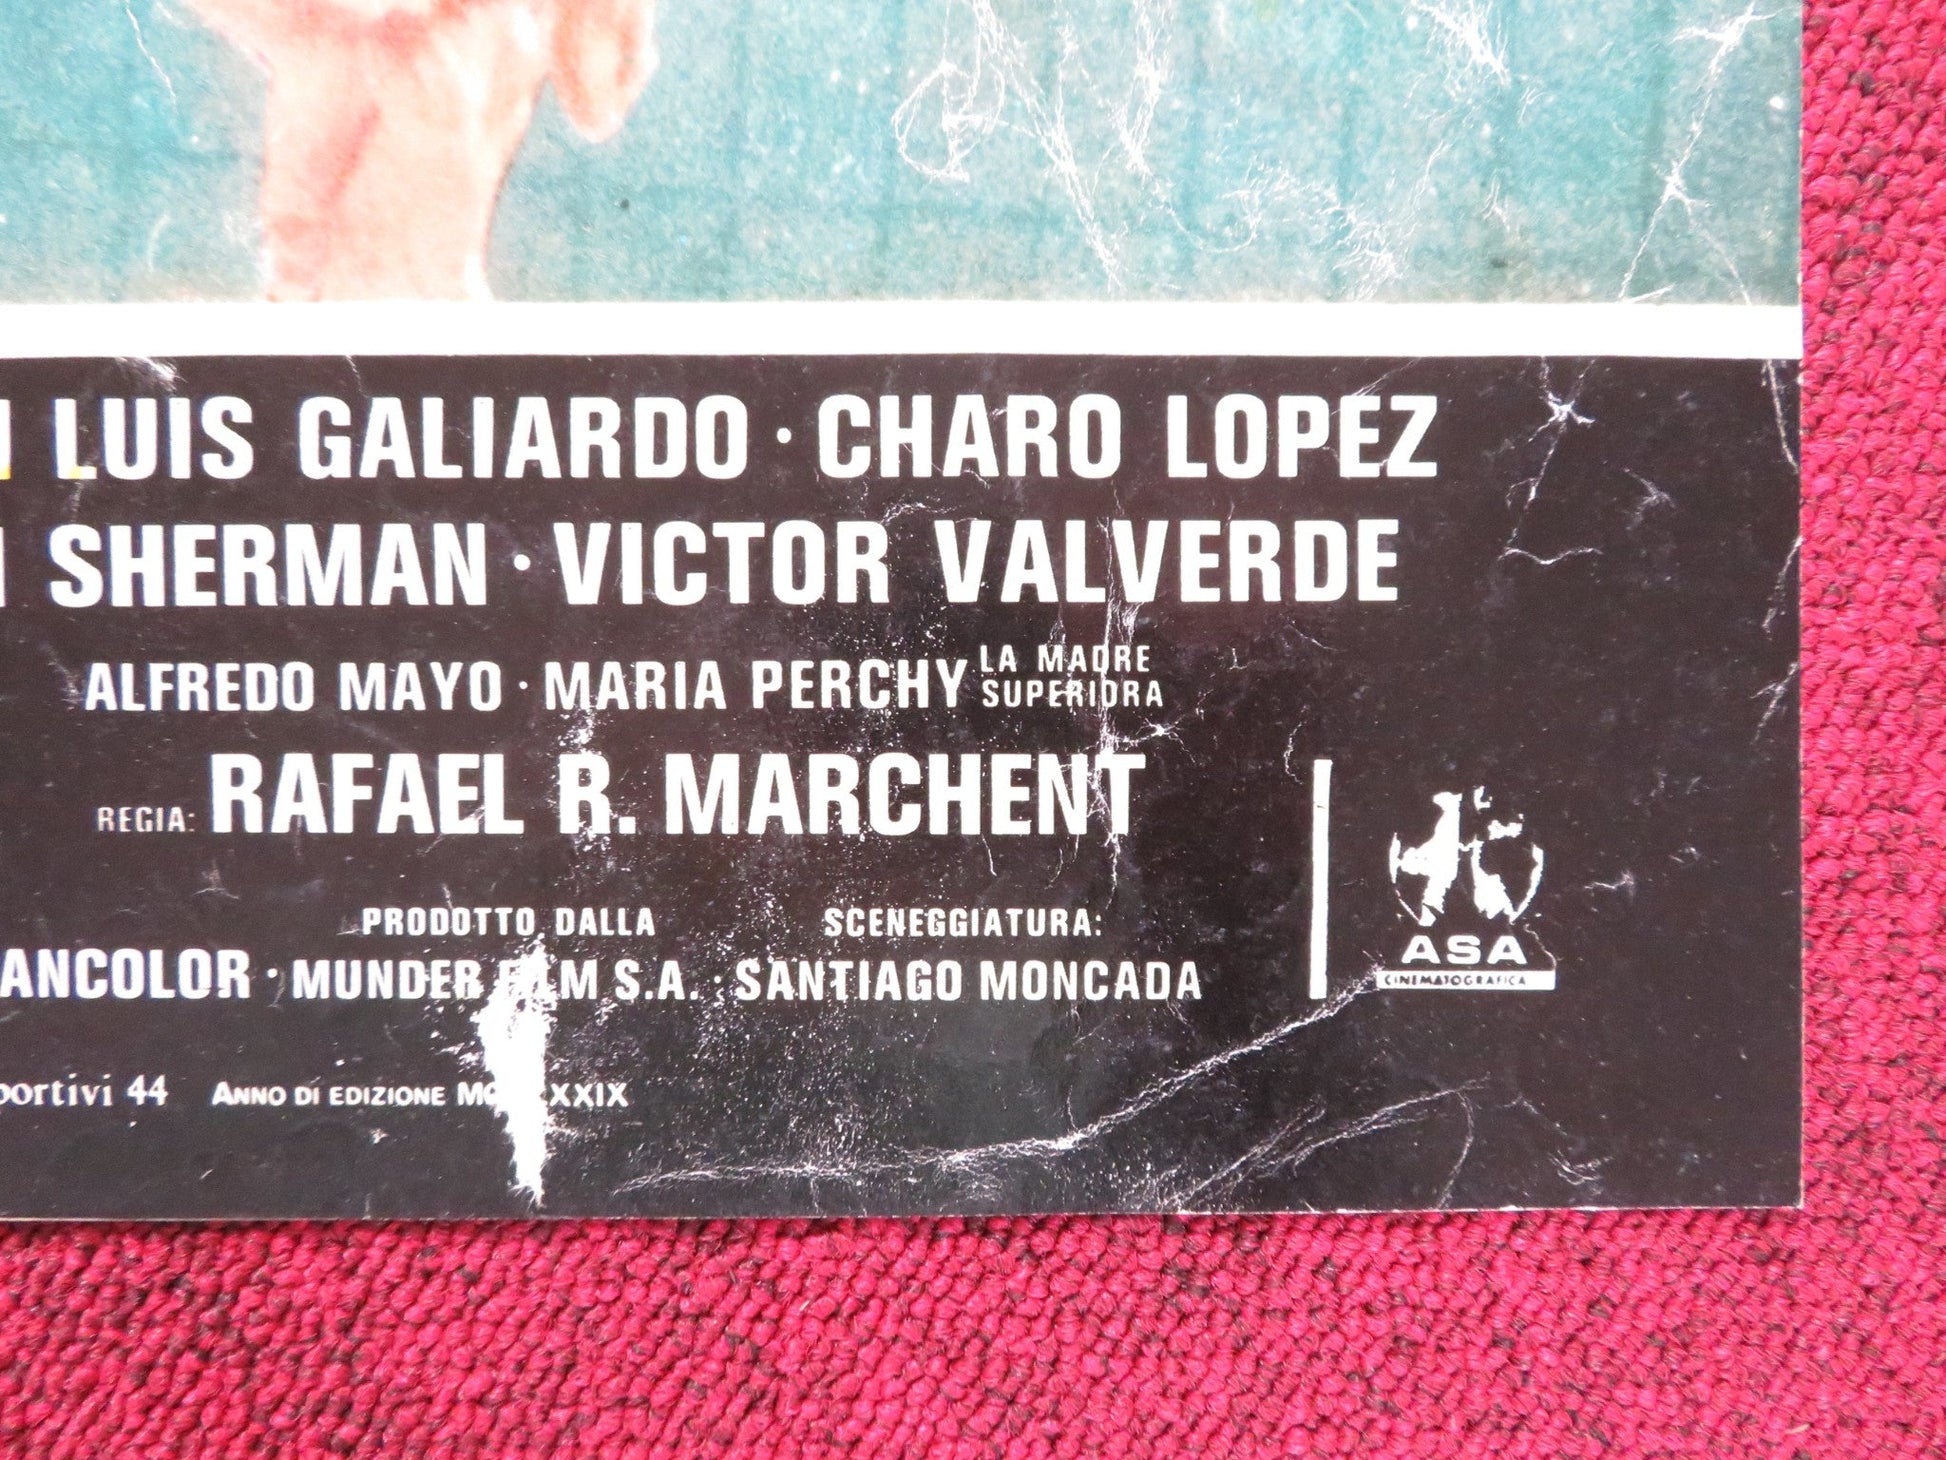 LUIS GALIARDO · CHARO LOPEZ
SHERMAN · VICTOR VALVERDE
ALFREDO MAYO · MARIA PERCHY LA MADRE
SUPERIORA
REGIA: RAFAEL R. MARCHENT
PRODOTTO DALLA SCENEGGIATURA:
ANCOLOR · MUNDER FILM S.A. · SANTIAGO MONCADA
ASA
CINEMATOGRAFICA
portivi 44 ANNO DI EDIZIONE